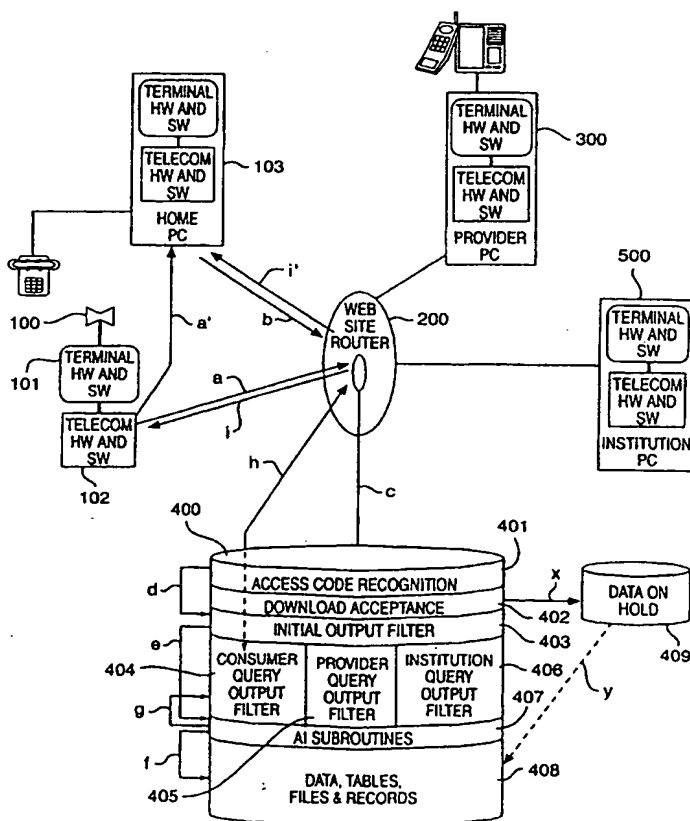 TERMINAL
HW AND
SW
TELECOM
HW AND
SW
HOME
PC
103
TERMINAL
HW AND
SW
TELECOM
HW AND
SW
PROVIDER
PC
300
100
101
TERMINAL
HW AND
SW
TELECOM
HW AND
SW
102
a'
i'
b
WEB
SITE
ROUTER
200
a
i
h
c
500
TERMINAL
HW AND
SW
TELECOM
HW AND
SW
INSTITUTION
PC
400
401
ACCESS CODE RECOGNITION
d
DOWNLOAD ACCEPTANCE
402
x
DATA ON
HOLD
409
INITIAL OUTPUT FILTER
403
e
404
CONSUMER
QUERY
OUTPUT
FILTER
PROVIDER
QUERY
OUTPUT
FILTER
INSTITUTION
QUERY
OUTPUT
FILTER
406
407
g
y
AI SUBROUTINES
f
405
DATA, TABLES,
FILES & RECORDS
408